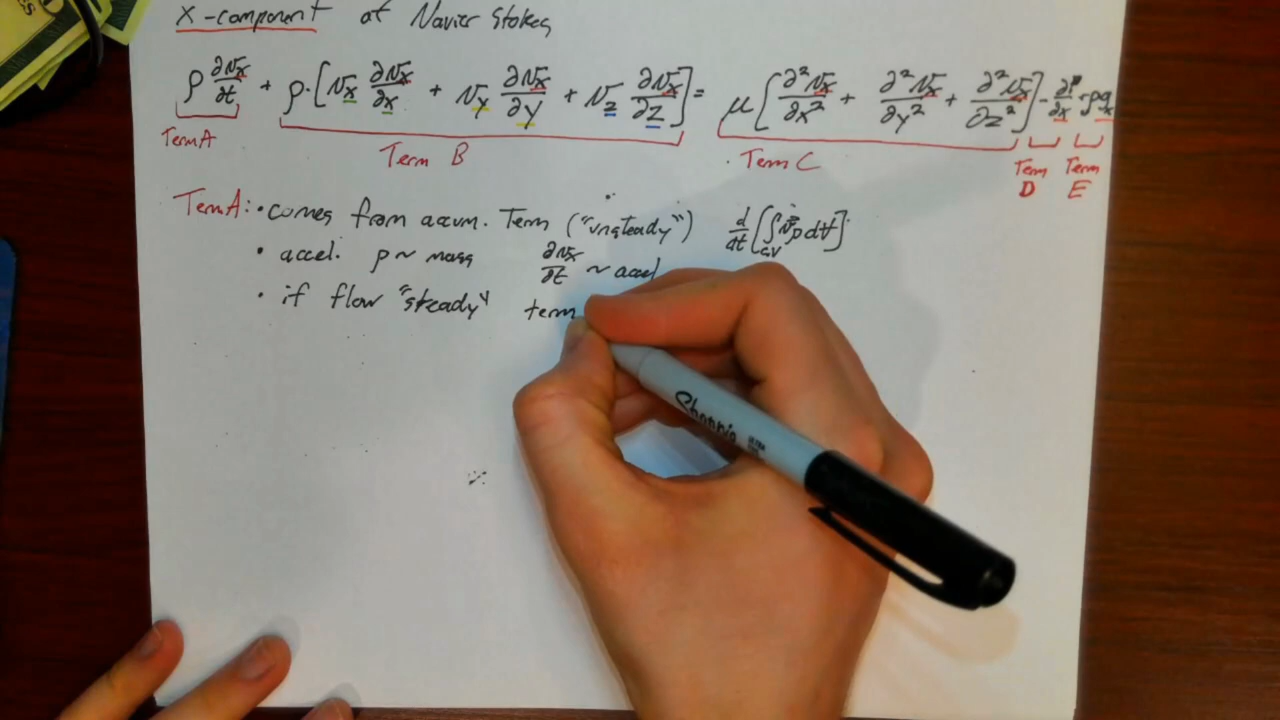 x-component of Navier Stokes
ρ ∂vx/∂t + ρ·[vx ∂vx/∂x + vy ∂vx/∂y + vz ∂vx/∂z] = μ[∂²vx/∂x² + ∂²vx/∂y² + ∂²vx/∂z²] - ∂P/∂x + ρgx
Term A
Term B
Term C
Term D
Term E
Term A: • comes from accum. Term ("unsteady") d/dt[∫cv v ρ dV]
• accel. ρ ~ mass ∂vx/∂t ~ accel
• if flow "steady" term
Sharpie